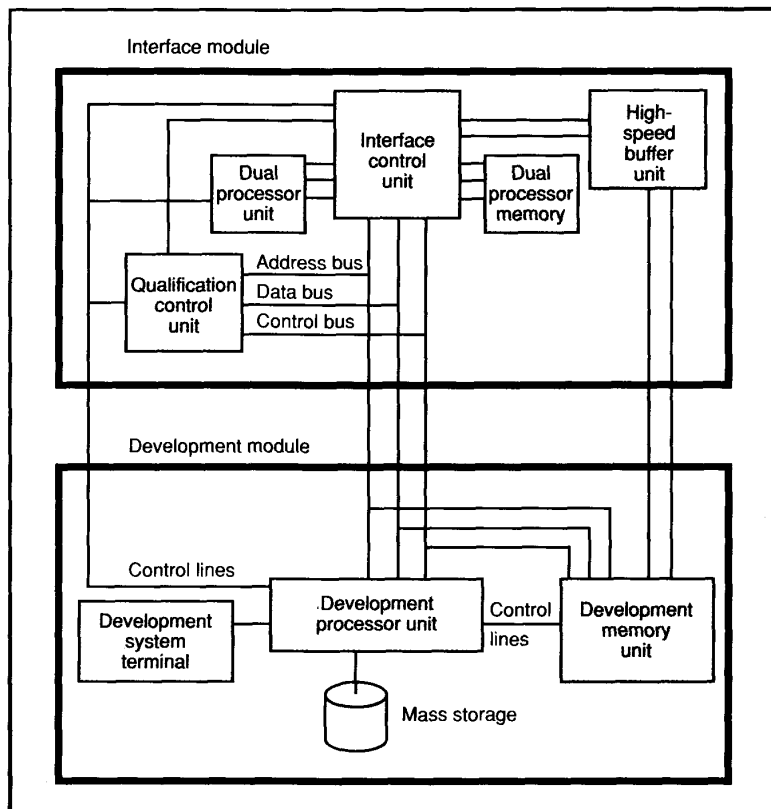 Interface module
Interface
control
unit
High-
speed
buffer
unit
Dual
processor
unit
Dual
processor
memory
Qualification
control
unit
Address bus
Data bus
Control bus
Development module
Control lines
Development
system
terminal
Development
processor unit
Control
lines
Development
memory
unit
Mass storage